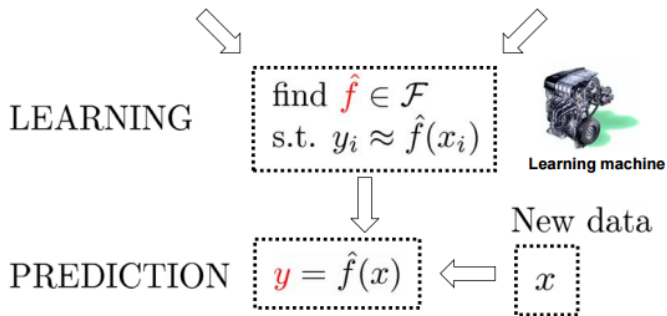 LEARNING
find f̂ ∈ ℱ
s.t. yᵢ ≈ f̂(xᵢ)
Learning machine
New data
PREDICTION
y = f̂(x)
x